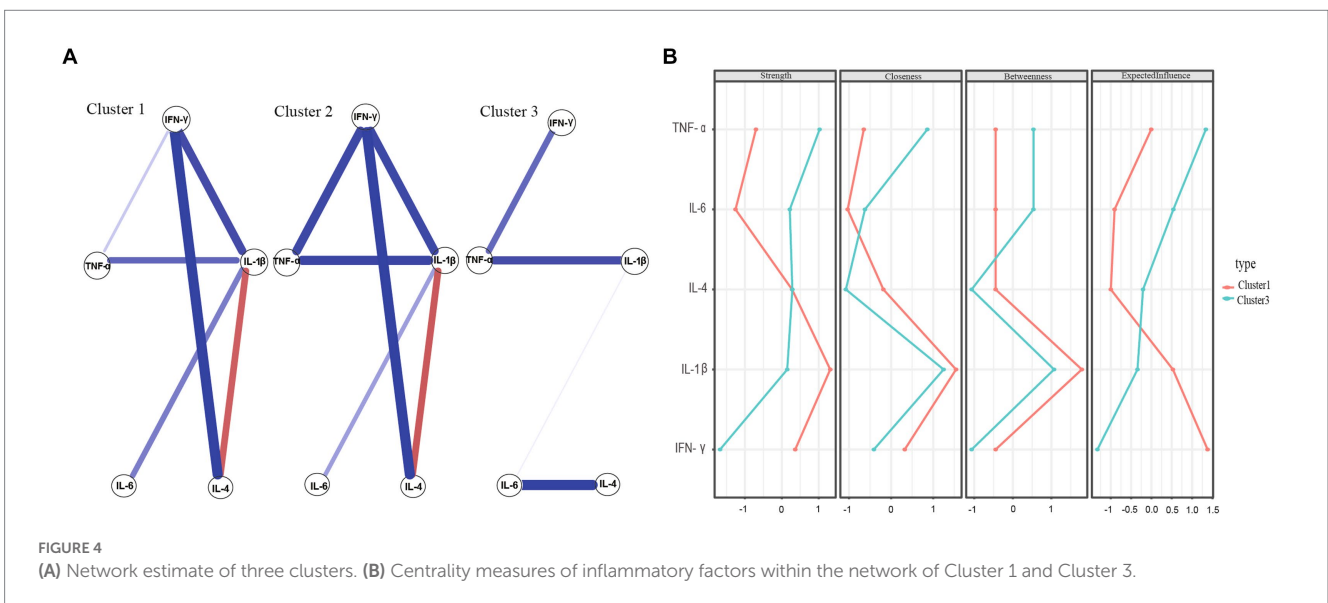 A
B
Cluster 1
Cluster 2
Cluster 3
IFN-γ
TNF-α
IL-1β
IL-6
IL-4
IFN-γ
TNF-α
IL-1β
IL-6
IL-4
IFN-γ
TNF-α
IL-1β
IL-6
IL-4
Strength
Closeness
Betweenness
ExpectedInfluence
TNF-α
IL-6
IL-4
IL-1β
IFN-γ
-1 0 1
-1 0 1
-1 0 1
-1 -0.5 0.0 0.5 1.0 1.5
type
Cluster1
Cluster3
FIGURE 4
(A) Network estimate of three clusters. (B) Centrality measures of inflammatory factors within the network of Cluster 1 and Cluster 3.